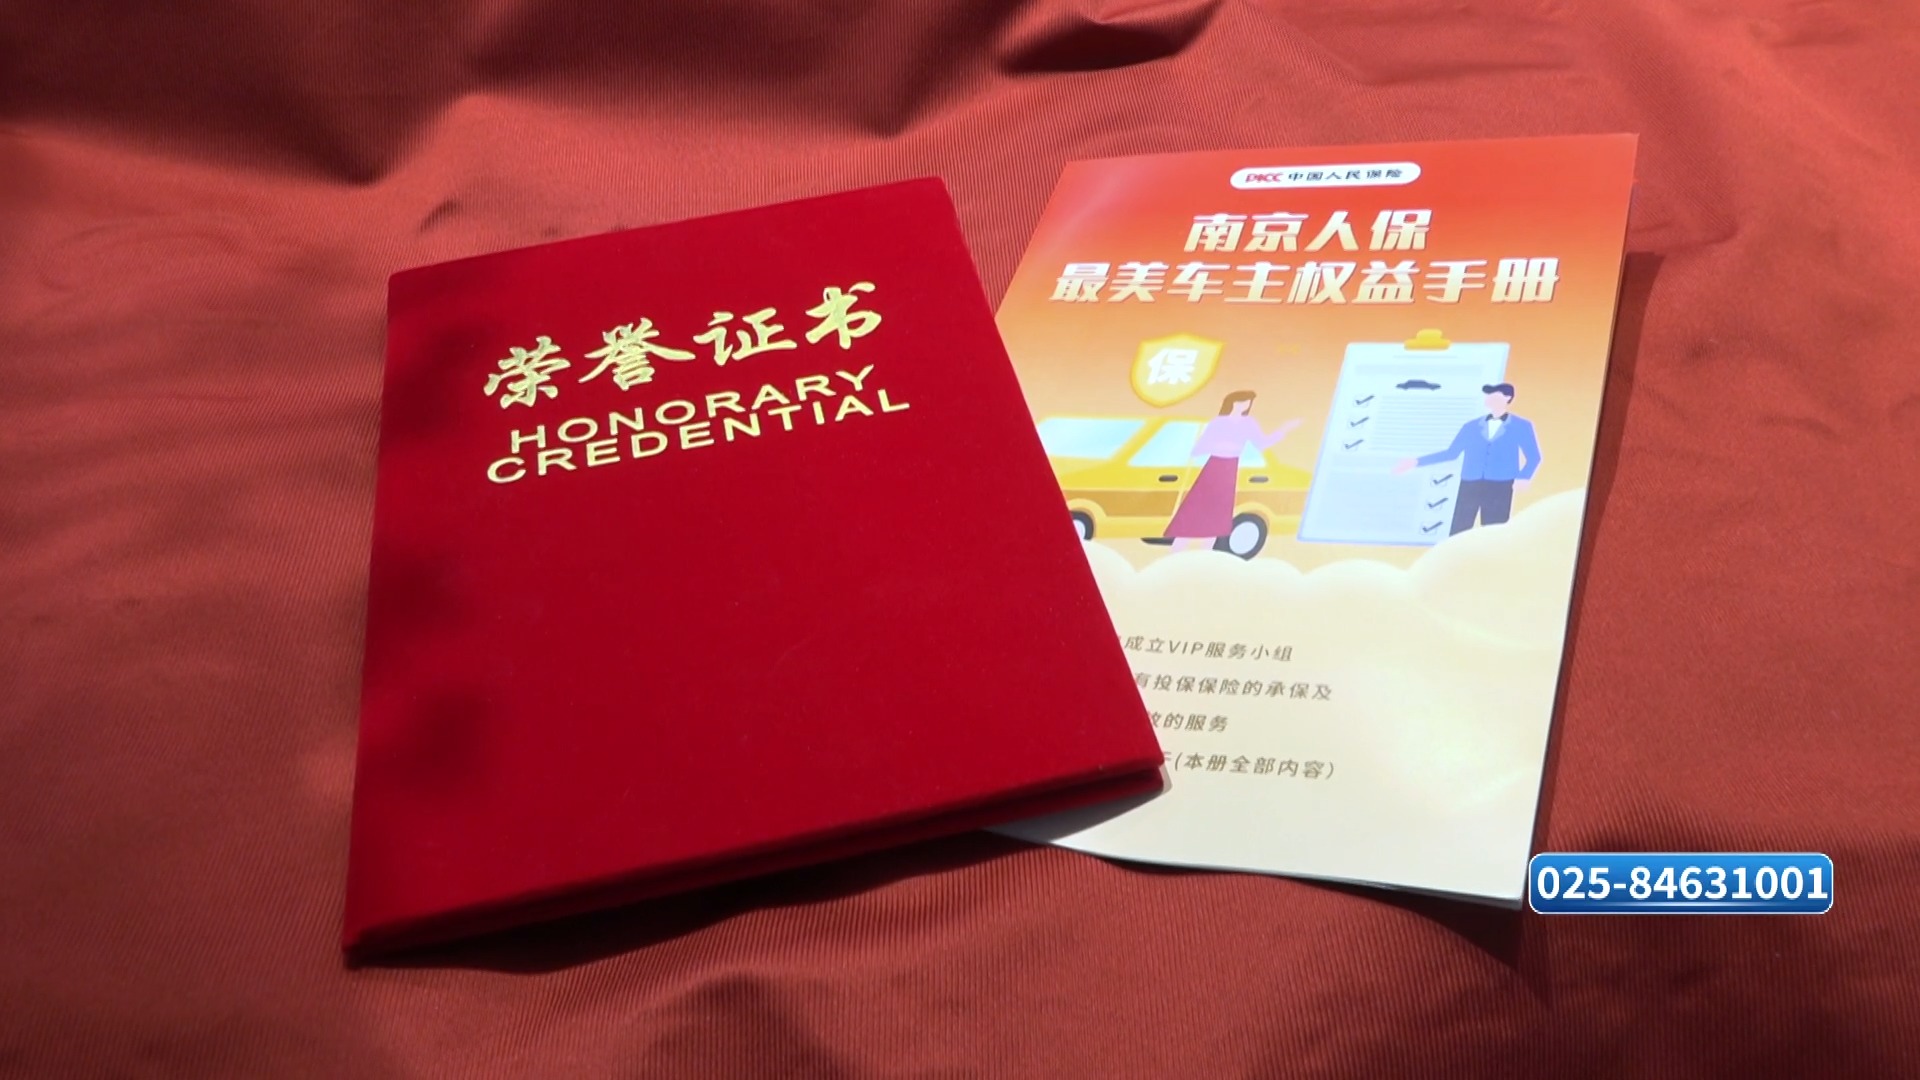 荣誉证书
HONORARY
CREDENTIAL
PICC 中国人民保险
南京人保
最美车主权益手册
保
成立VIP服务小组
有投保保险的承保及
的服务
(本册全部内容)
025-84631001